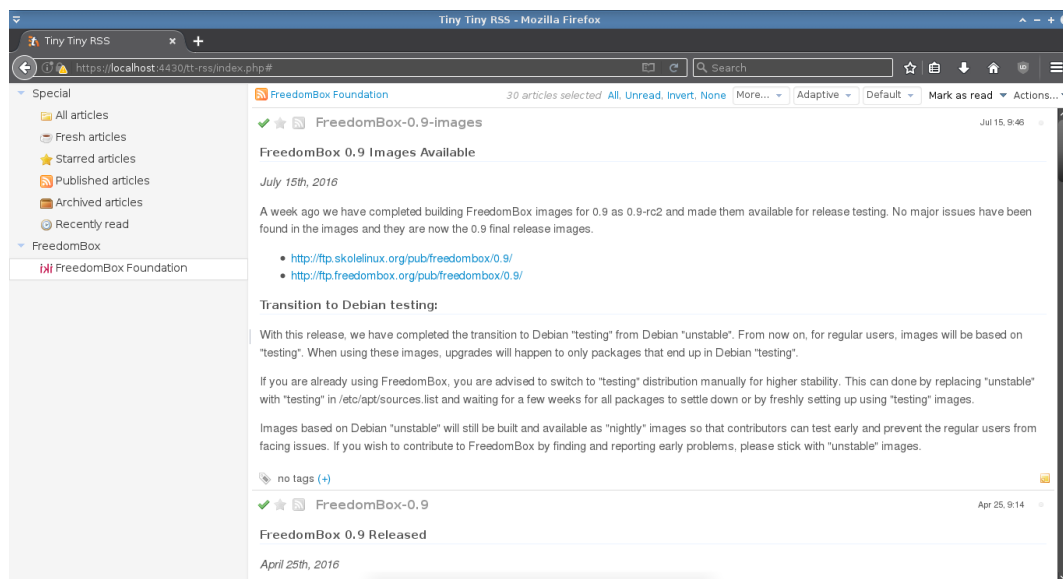 Tiny Tiny RSS - Mozilla Firefox
Tiny Tiny RSS
https://localhost:4430/tt-rss/index.php#
Search
Special
All articles
Fresh articles
Starred articles
Published articles
Archived articles
Recently read
FreedomBox
FreedomBox Foundation
FreedomBox Foundation 30 articles selected All, Unread, Invert, None More... Adaptive Default Mark as read Actions...
FreedomBox-0.9-images Jul 15, 9:46
FreedomBox 0.9 Images Available
July 15th, 2016
A week ago we have completed building FreedomBox images for 0.9 as 0.9-rc2 and made them available for release testing. No major issues have been
found in the images and they are now the 0.9 final release images.
http://ftp.skolelinux.org/pub/freedombox/0.9/
http://ftp.freedombox.org/pub/freedombox/0.9/
Transition to Debian testing:
With this release, we have completed the transition to Debian "testing" from Debian "unstable". From now on, for regular users, images will be based on
"testing". When using these images, upgrades will happen to only packages that end up in Debian "testing".
If you are already using FreedomBox, you are advised to switch to "testing" distribution manually for higher stability. This can done by replacing "unstable"
with "testing" in /etc/apt/sources.list and waiting for a few weeks for all packages to settle down or by freshly setting up using "testing" images.
Images based on Debian "unstable" will still be built and available as "nightly" images so that contributors can test early and prevent the regular users from
facing issues. If you wish to contribute to FreedomBox by finding and reporting early problems, please stick with "unstable" images.
no tags (+)
FreedomBox-0.9 Apr 25, 9:14
FreedomBox 0.9 Released
April 25th, 2016